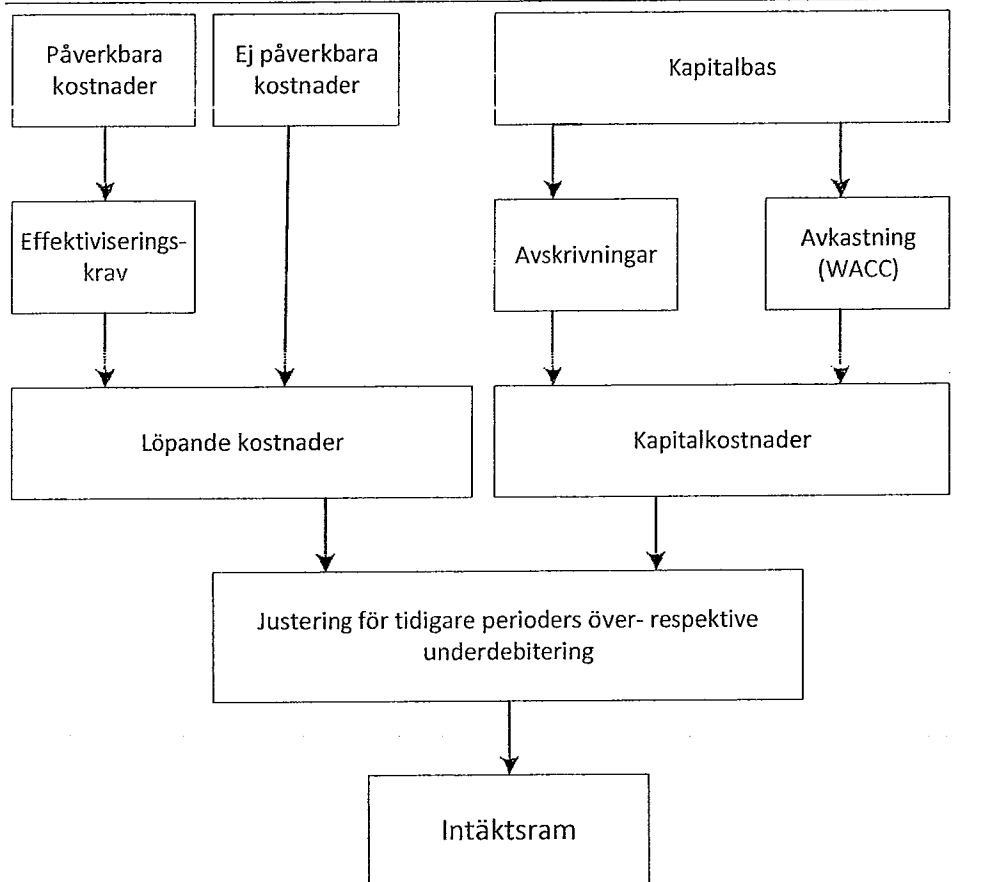 Påverkbara
kostnader
Ej påverkbara
kostnader
Kapitalbas
Effektiviserings-
krav
Avskrivningar
Avkastning
(WACC)
Löpande kostnader
Kapitalkostnader
Justering för tidigare perioders över- respektive
underdebitering
Intäktsram